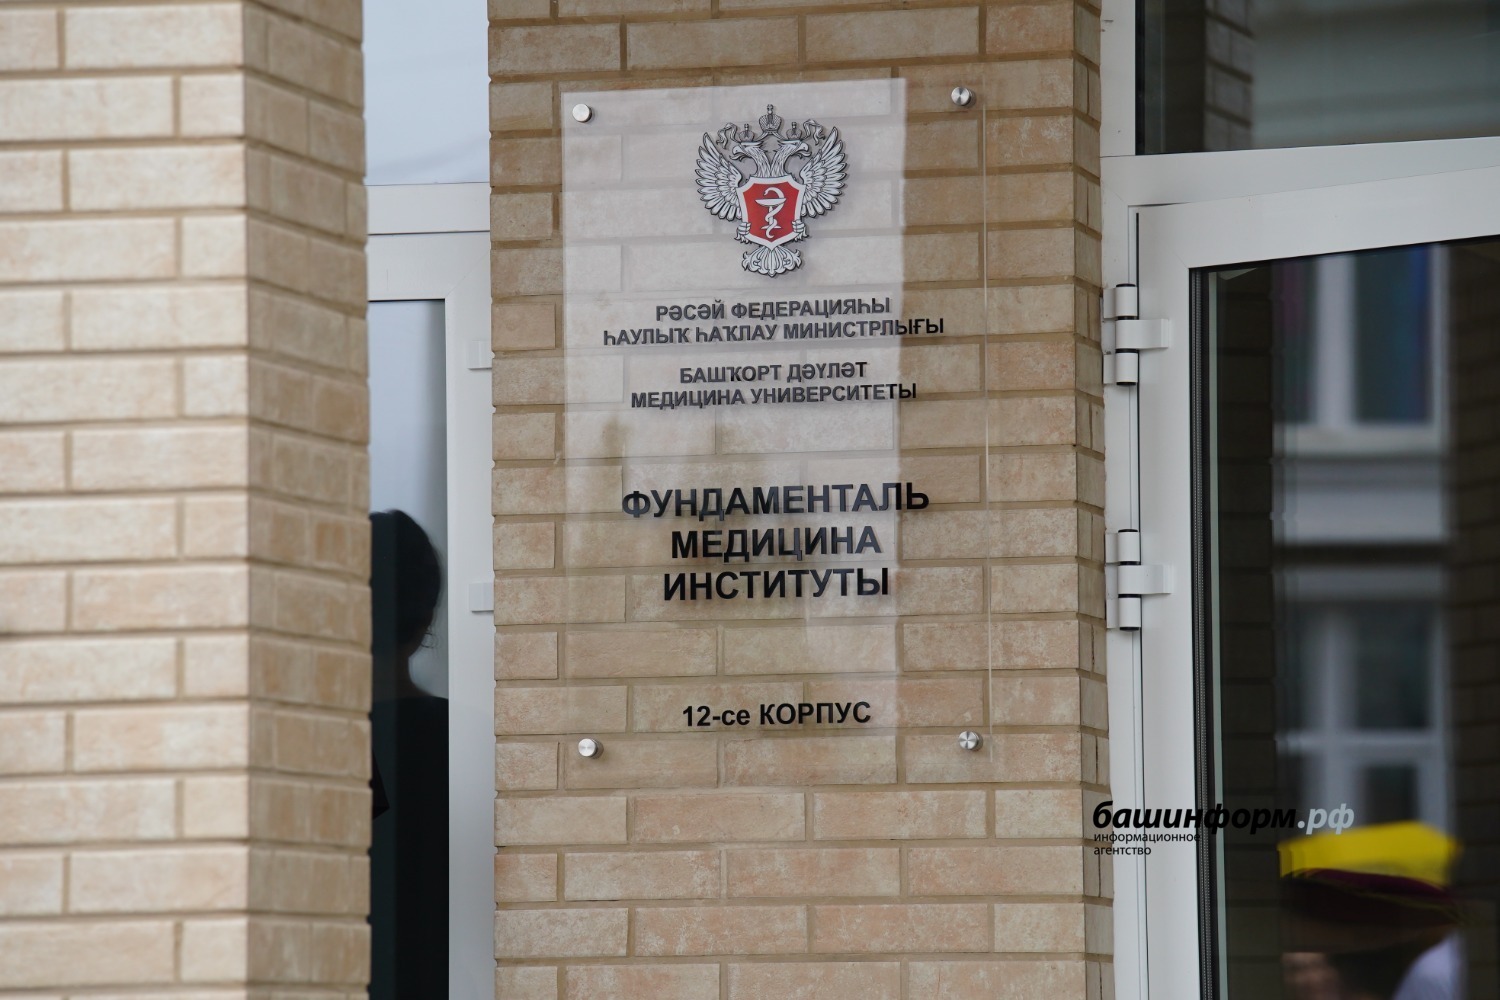 РӘСӘЙ ФЕДЕРАЦИЯҺЫ
ҺАУЛЫҠ ҺАҠЛАУ МИНИСТРЛЫҒЫ
БАШҠОРТ ДӘҮЛӘТ
МЕДИЦИНА УНИВЕРСИТЕТЫ
ФУНДАМЕНТАЛЬ
МЕДИЦИНА
ИНСТИТУТЫ
12-се КОРПУС
башинформ.рф
информационное
агентство